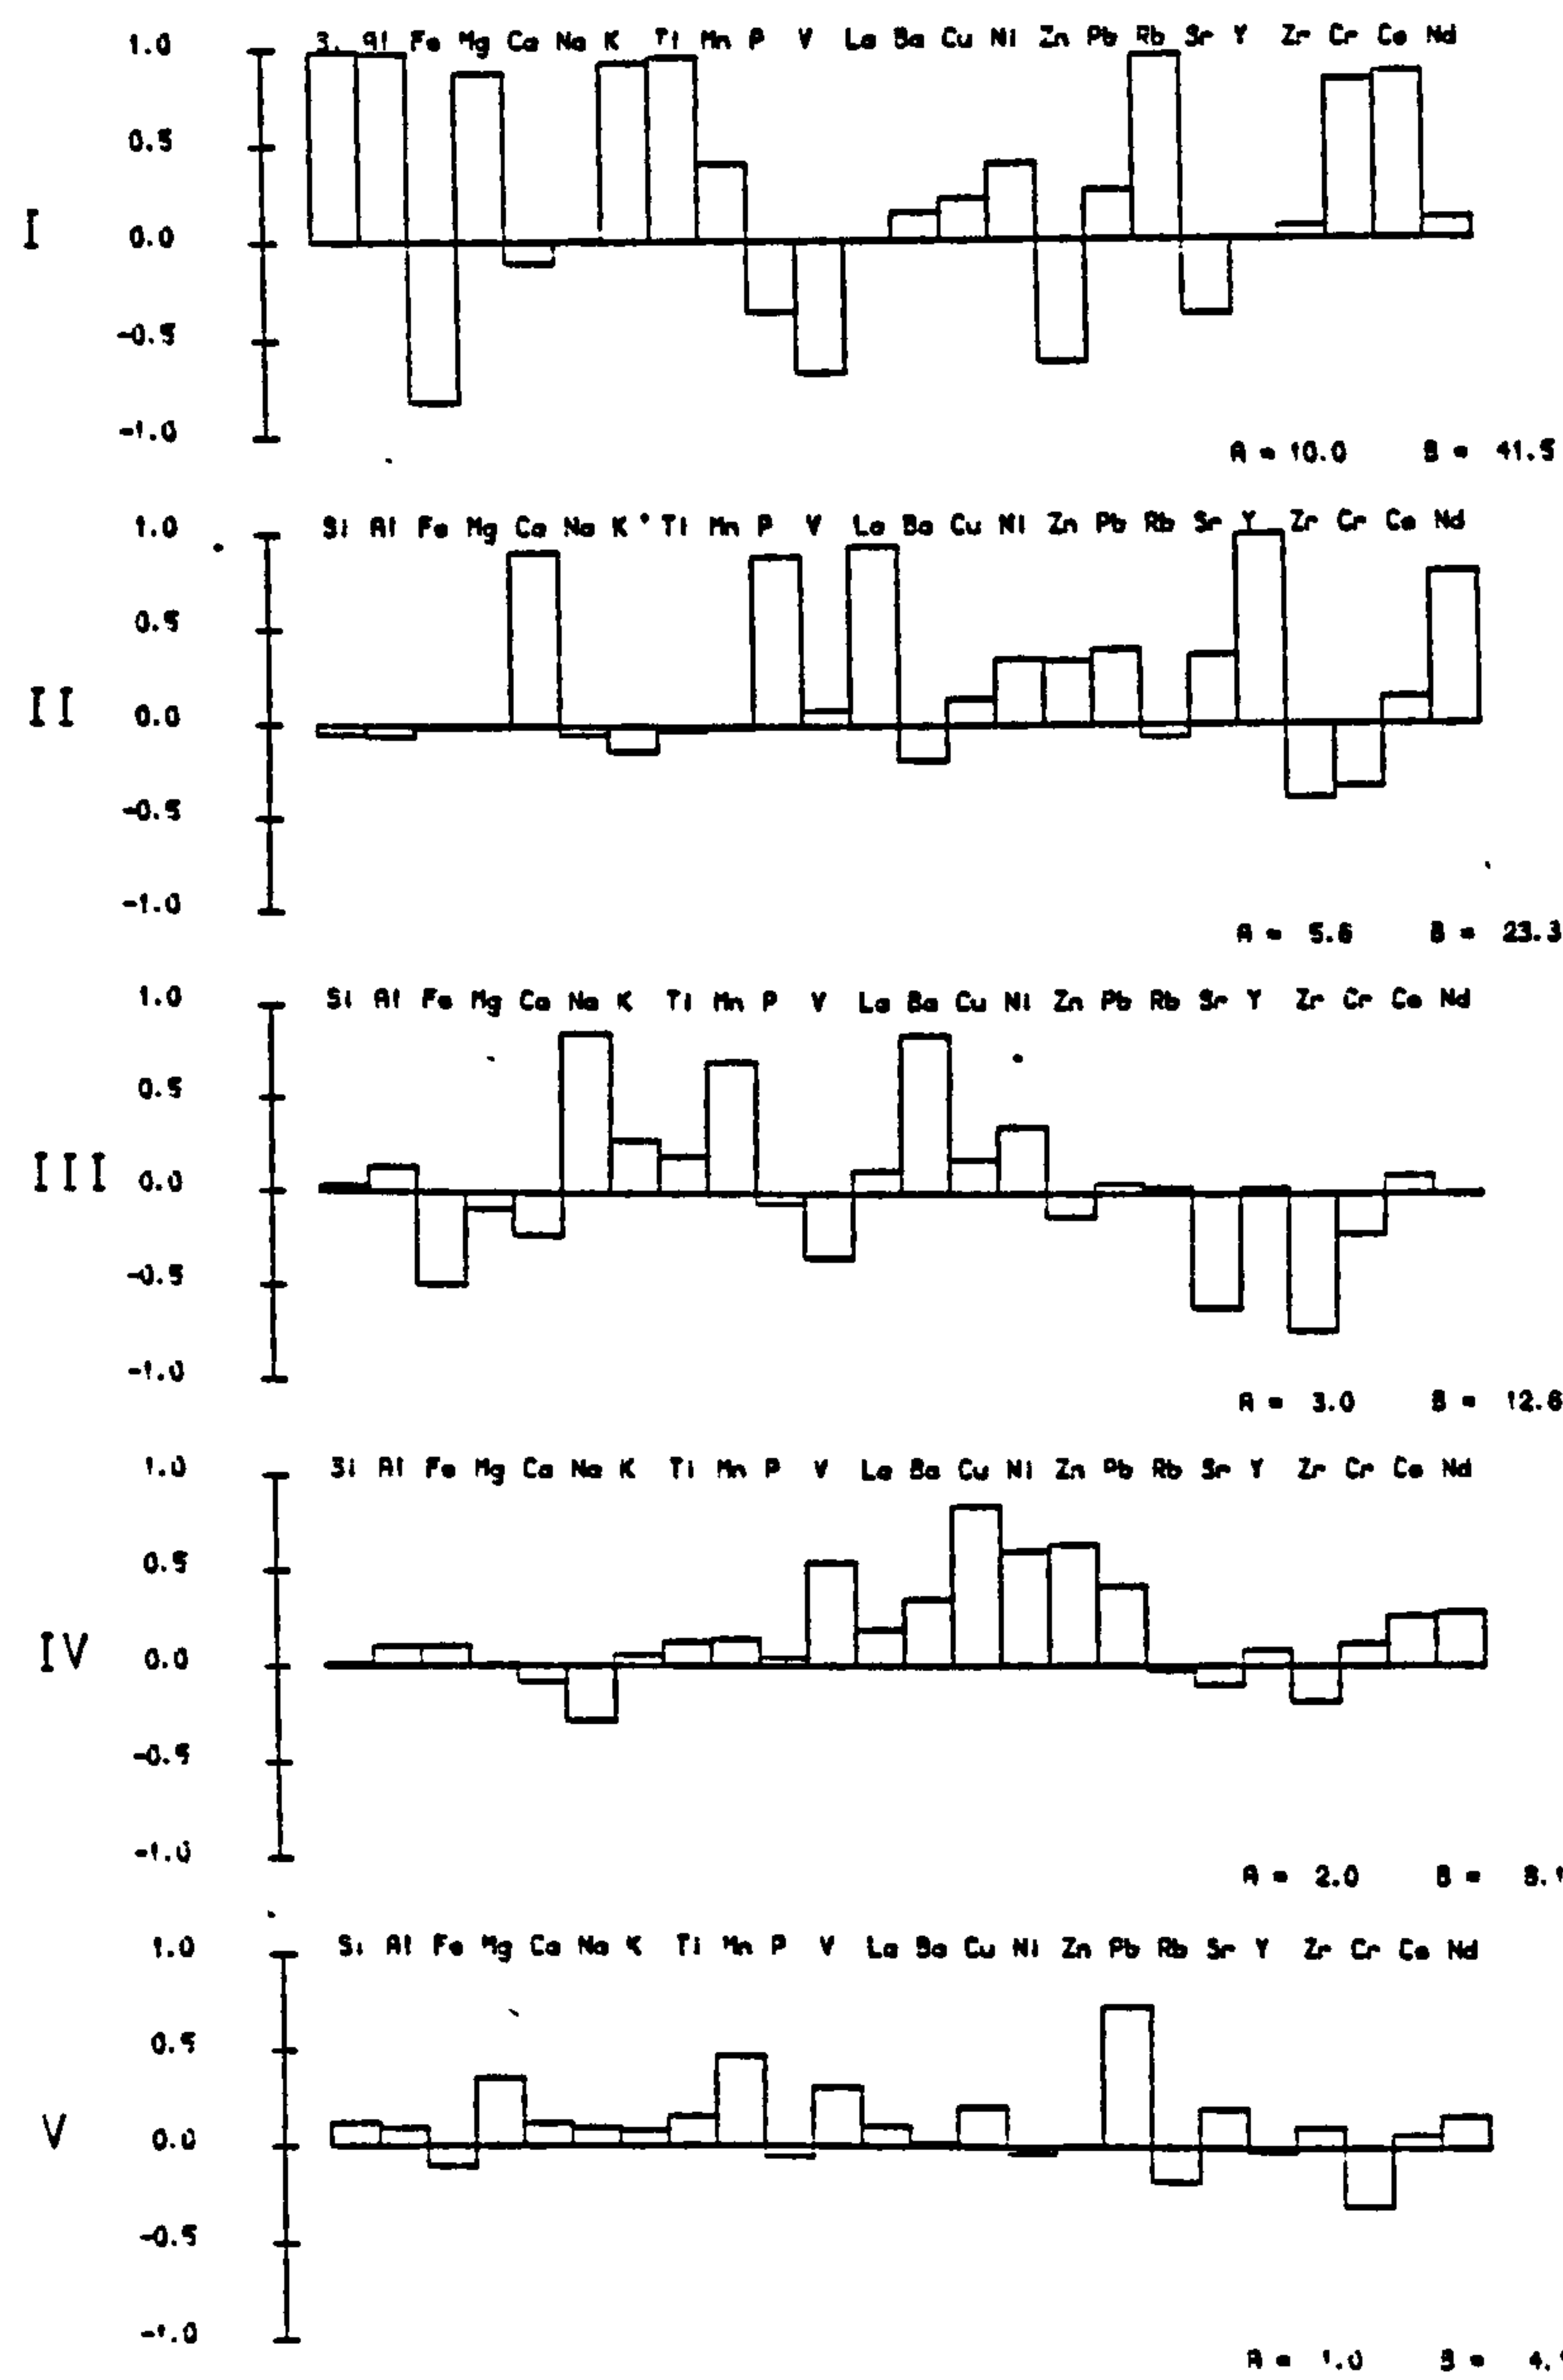 1.0 Al Fe Mg Ca Na K Ti Mn P V La Ba Cu Ni Zn Pb Rb Sr Y Zr Cr Ce Nd
0.5
I 0.0
-0.5
-1.0
A = 10.0 B = 41.5
1.0 Si Al Fe Mg Ca Na K Ti Mn P V La Ba Cu Ni Zn Pb Rb Sr Y Zr Cr Ce Nd
0.5
II 0.0
-0.5
-1.0
A = 5.6 B = 23.3
1.0 Si Al Fe Mg Ca Na K Ti Mn P V La Ba Cu Ni Zn Pb Rb Sr Y Zr Cr Ce Nd
0.5
III 0.0
-0.5
-1.0
A = 3.0 B = 12.6
1.0 Si Al Fe Mg Ca Na K Ti Mn P V La Ba Cu Ni Zn Pb Rb Sr Y Zr Cr Ce Nd
0.5
IV 0.0
-0.5
-1.0
A = 2.0 B = 8.1
1.0 Si Al Fe Mg Ca Na K Ti Mn P V La Ba Cu Ni Zn Pb Rb Sr Y Zr Cr Ce Nd
0.5
V 0.0
-0.5
-1.0
A = 1.0 B = 4.1